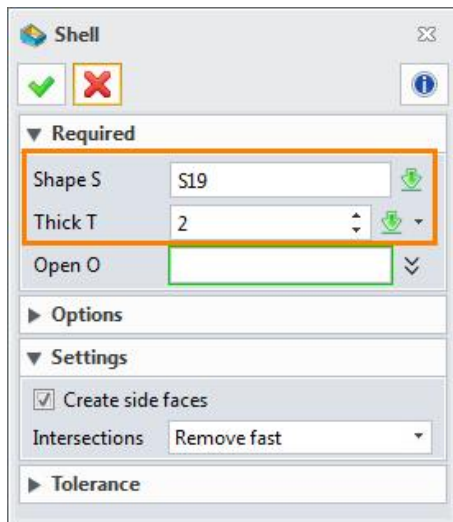 Shell
Required
Shape S S19
Thick T 2
Open O
Options
Settings
Create side faces
Intersections Remove fast
Tolerance